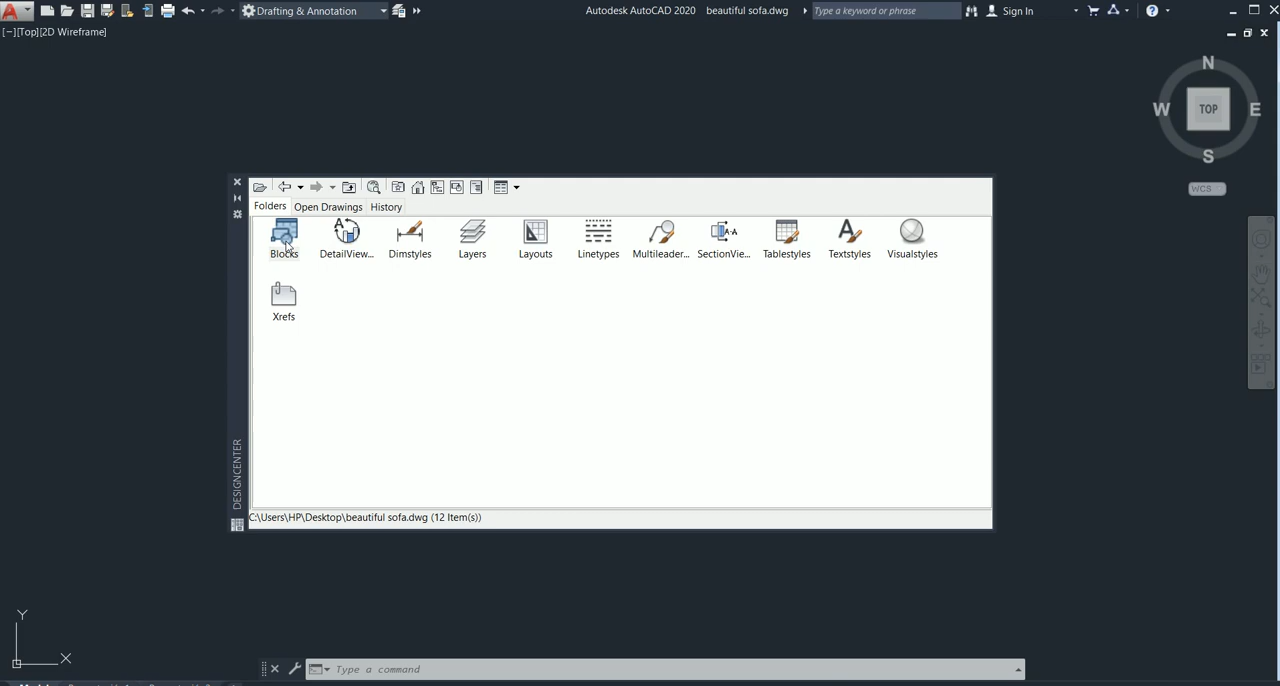 Drafting & Annotation
Autodesk AutoCAD 2020 beautiful sofa.dwg
Type a keyword or phrase
Sign In
[−][Top][2D Wireframe]
N
W TOP E
S
WCS
Folders Open Drawings History
Blocks DetailView... Dimstyles Layers Layouts Linetypes Multileader... SectionVie... Tablestyles Textstyles Visualstyles
Xrefs
DESIGNCENTER
C:\Users\HP\Desktop\beautiful sofa.dwg (12 Item(s))
Y
X
Type a command